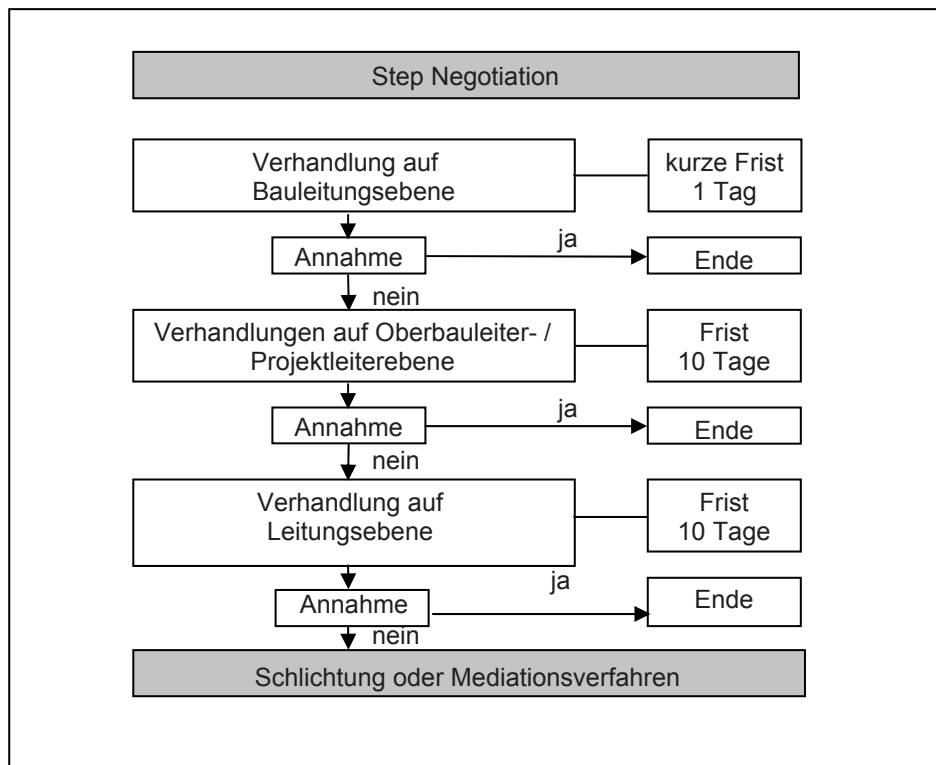 Step Negotiation
Verhandlung auf
Bauleitungsebene
kurze Frist
1 Tag
Annahme
ja
Ende
nein
Verhandlungen auf Oberbauleiter- /
Projektleiterebene
Frist
10 Tage
Annahme
ja
Ende
nein
Verhandlung auf
Leitungsebene
Frist
10 Tage
Annahme
ja
Ende
nein
Schlichtung oder Mediationsverfahren